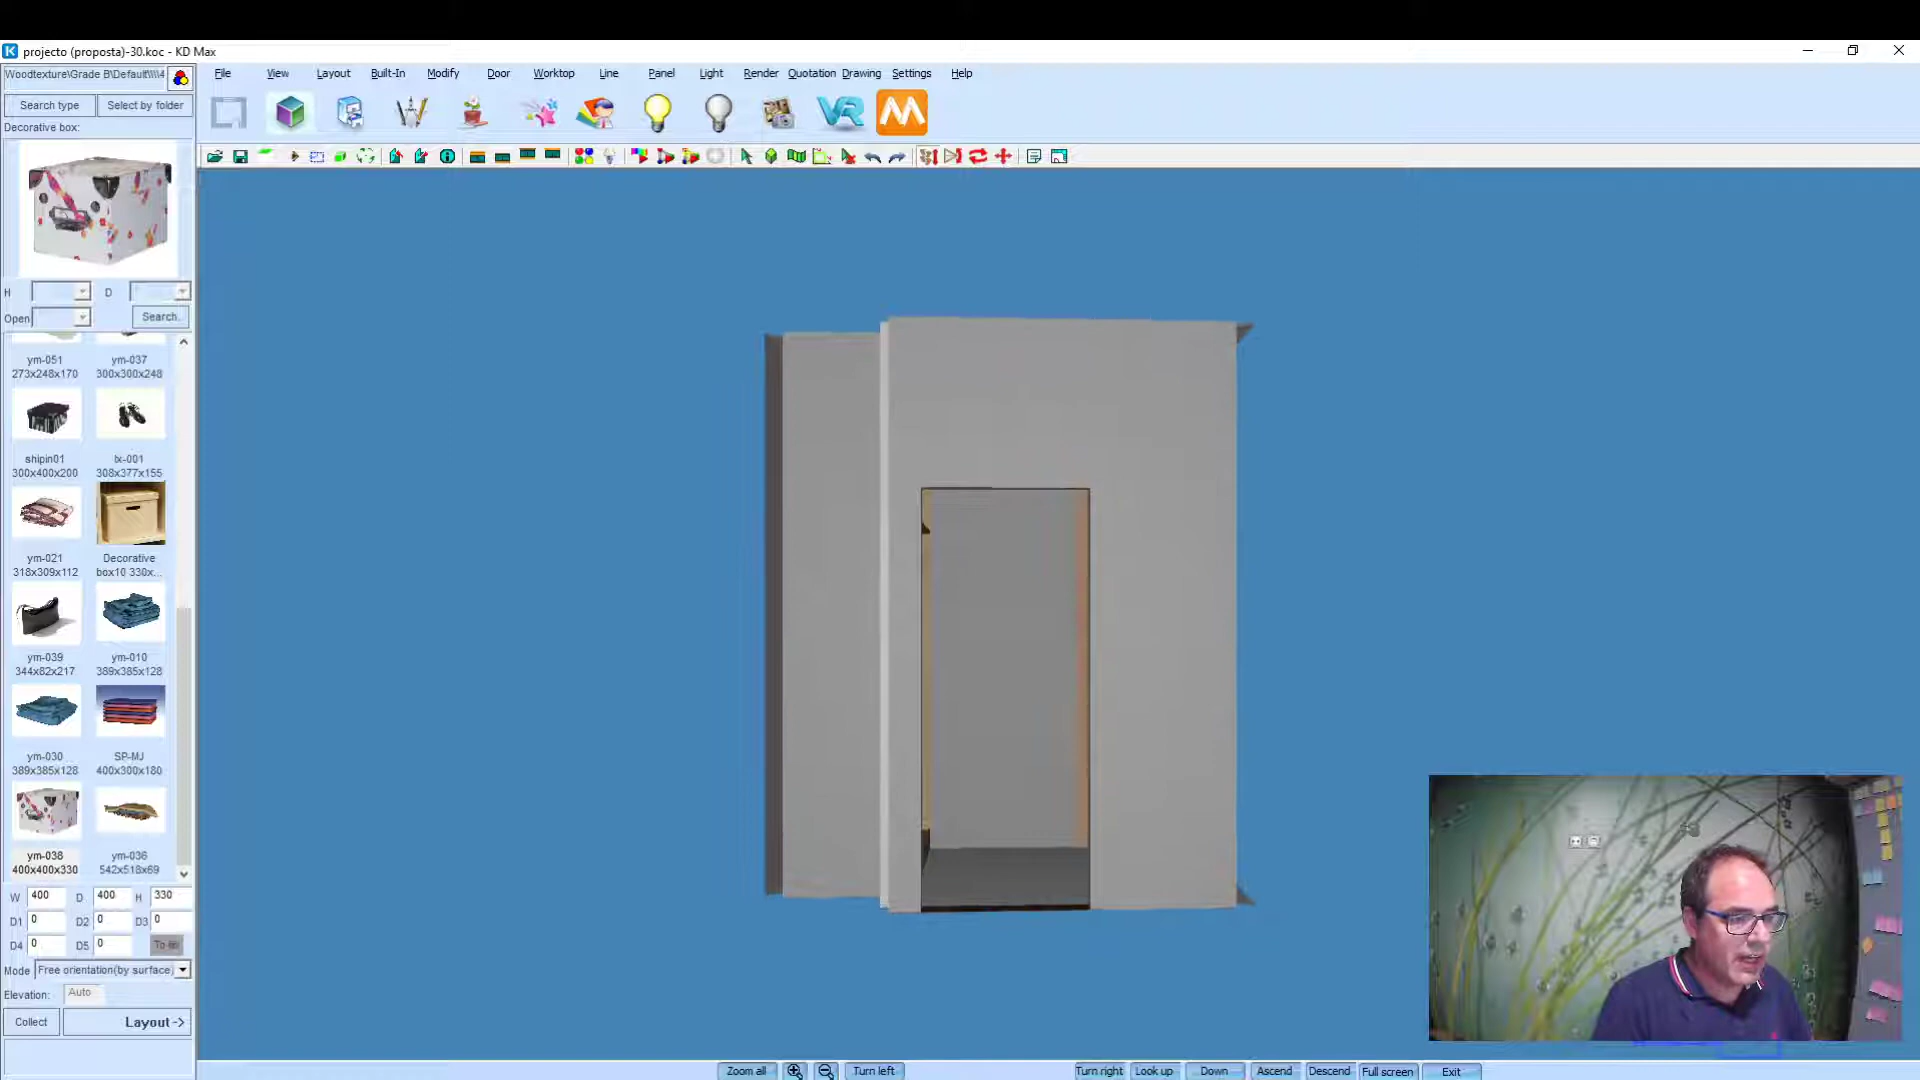 projecto (proposta)-30.koc - KD Max
Woodtexture\Grade B\Default\\\\4
File View Layout Built-In Modify Door Worktop Line Panel Light Render Quotation Drawing Settings Help
Search type Select by folder
Decorative box:
VR
H D
Open Search.
ym-051 ym-037
273x248x170 300x300x248
shipin01 lx-001
300x400x200 308x377x155
ym-021 Decorative
318x309x112 box10 330x...
ym-039 ym-010
344x82x217 389x385x128
ym-030 SP-MJ
389x385x128 400x300x180
ym-038 ym-036
400x400x330 542x518x69
W 400 D 400 H 330
D1 0 D2 0 D3 0
D4 0 D5 0
Mode Free orientation(by surface)
Elevation: Auto
Collect Layout ->
Zoom all Turn left Turn right Look up Down Ascend Descend Full screen Exit